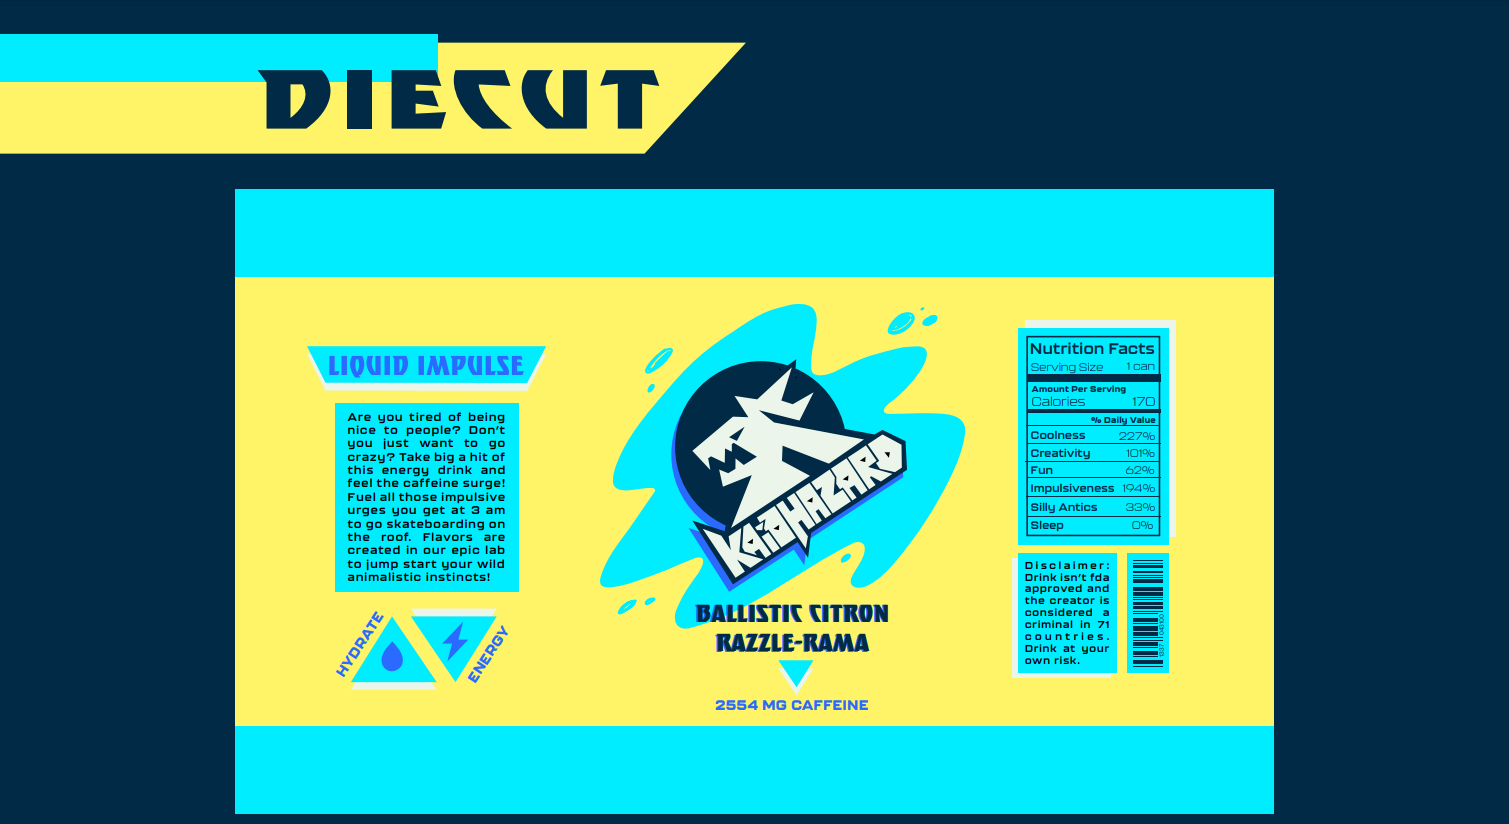 DIECUT
LIQUID IMPULSE
Are you tired of being
nice to people? Don't
you just want to go
crazy? Take big a hit of
this energy drink and
feel the caffeine surge!
Fuel all those impulsive
urges you get at 3 am
to go skateboarding on
the roof. Flavors are
created in our epic lab
to jump start your wild
animalistic instincts!
HYDRATE
ENERGY
KAIJUHAZARD
BALLISTIC CITRON
RAZZLE-RAMA
2554 MG CAFFEINE
Nutrition Facts
Serving Size 1 can
Amount Per Serving
Calories 170
% Daily Value
Coolness 227%
Creativity 101%
Fun 62%
Impulsiveness 194%
Silly Antics 33%
Sleep 0%
Disclaimer:
Drink isn't fda
approved and
the creator is
considered a
criminal in 71
countries.
Drink at your
own risk.